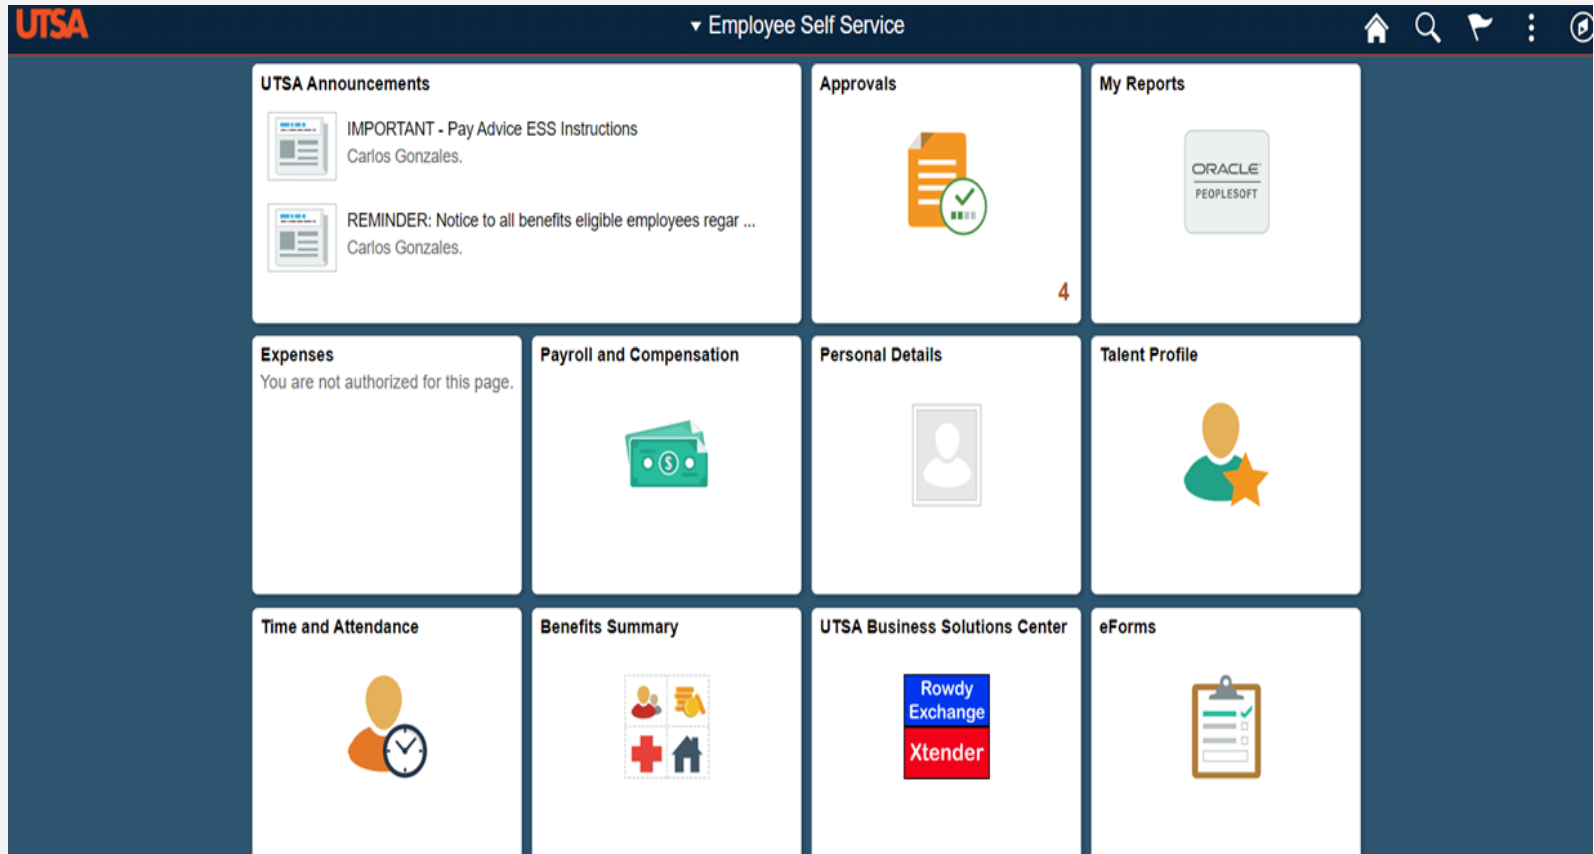 UTSA
Employee Self Service
UTSA Announcements
IMPORTANT - Pay Advice ESS Instructions
Carlos Gonzales.
REMINDER: Notice to all benefits eligible employees regar ...
Carlos Gonzales.
Approvals
4
My Reports
ORACLE
PEOPLESOFT
Expenses
You are not authorized for this page.
Payroll and Compensation
Personal Details
Talent Profile
Time and Attendance
Benefits Summary
UTSA Business Solutions Center
Rowdy
Exchange
Xtender
eForms